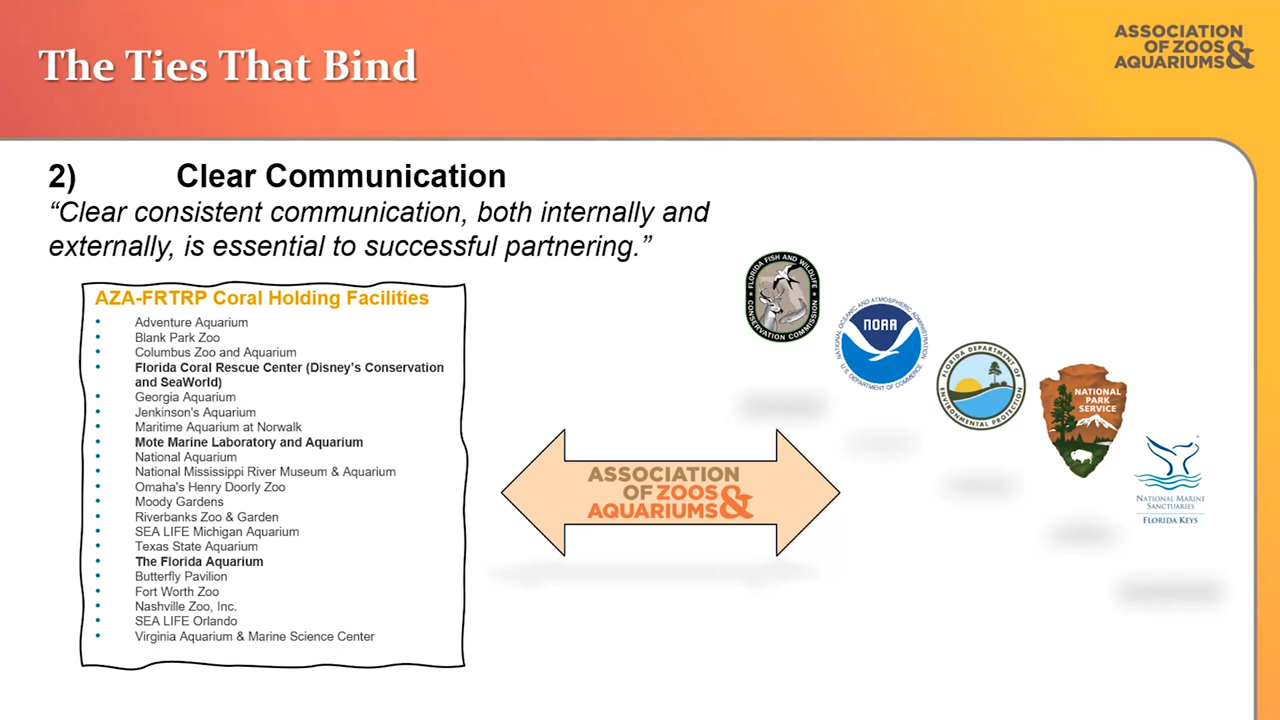 The Ties That Bind
ASSOCIATION
OF ZOOS
AQUARIUMS &
2) Clear Communication
“Clear consistent communication, both internally and
externally, is essential to successful partnering.”
AZA-FRTRP Coral Holding Facilities
• Adventure Aquarium
• Blank Park Zoo
• Columbus Zoo and Aquarium
• Florida Coral Rescue Center (Disney’s Conservation
and SeaWorld)
• Georgia Aquarium
• Jenkinson's Aquarium
• Maritime Aquarium at Norwalk
• Mote Marine Laboratory and Aquarium
• National Aquarium
• National Mississippi River Museum & Aquarium
• Omaha's Henry Doorly Zoo
• Moody Gardens
• Riverbanks Zoo & Garden
• SEA LIFE Michigan Aquarium
• Texas State Aquarium
• The Florida Aquarium
• Butterfly Pavilion
• Fort Worth Zoo
• Nashville Zoo, Inc.
• SEA LIFE Orlando
• Virginia Aquarium & Marine Science Center
ASSOCIATION
OF ZOOS
AQUARIUMS &
FLORIDA FISH AND WILDLIFE
CONSERVATION COMMISSION
NATIONAL OCEANIC AND ATMOSPHERIC ADMINISTRATION
NOAA
U.S. DEPARTMENT OF COMMERCE
FLORIDA DEPARTMENT OF
ENVIRONMENTAL PROTECTION
NATIONAL
PARK
SERVICE
NATIONAL MARINE
SANCTUARIES
FLORIDA KEYS